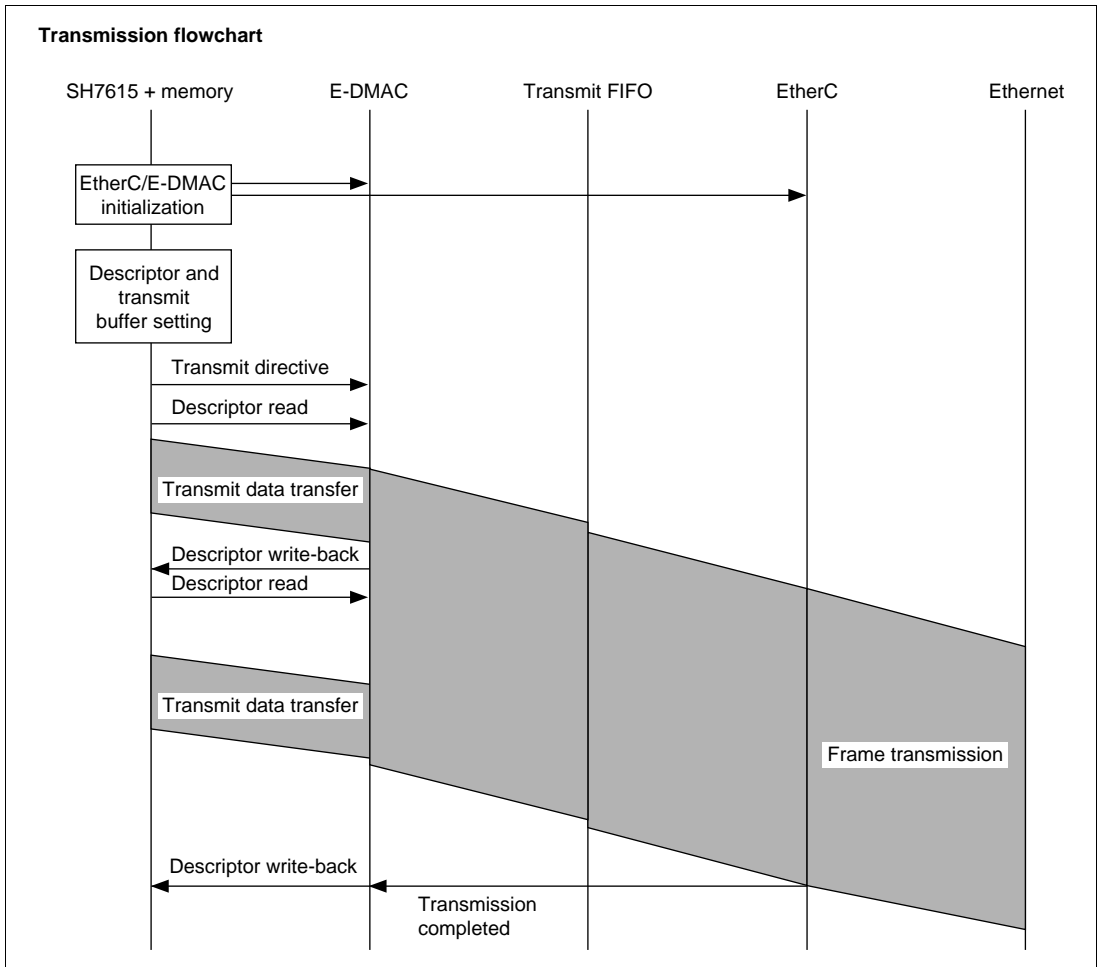 Transmission flowchart
SH7615 + memory
E-DMAC
Transmit FIFO
EtherC
Ethernet
EtherC/E-DMAC
initialization
Descriptor and
transmit
buffer setting
Transmit directive
Descriptor read
Transmit data transfer
Descriptor write-back
Descriptor read
Transmit data transfer
Frame transmission
Descriptor write-back
Transmission
completed